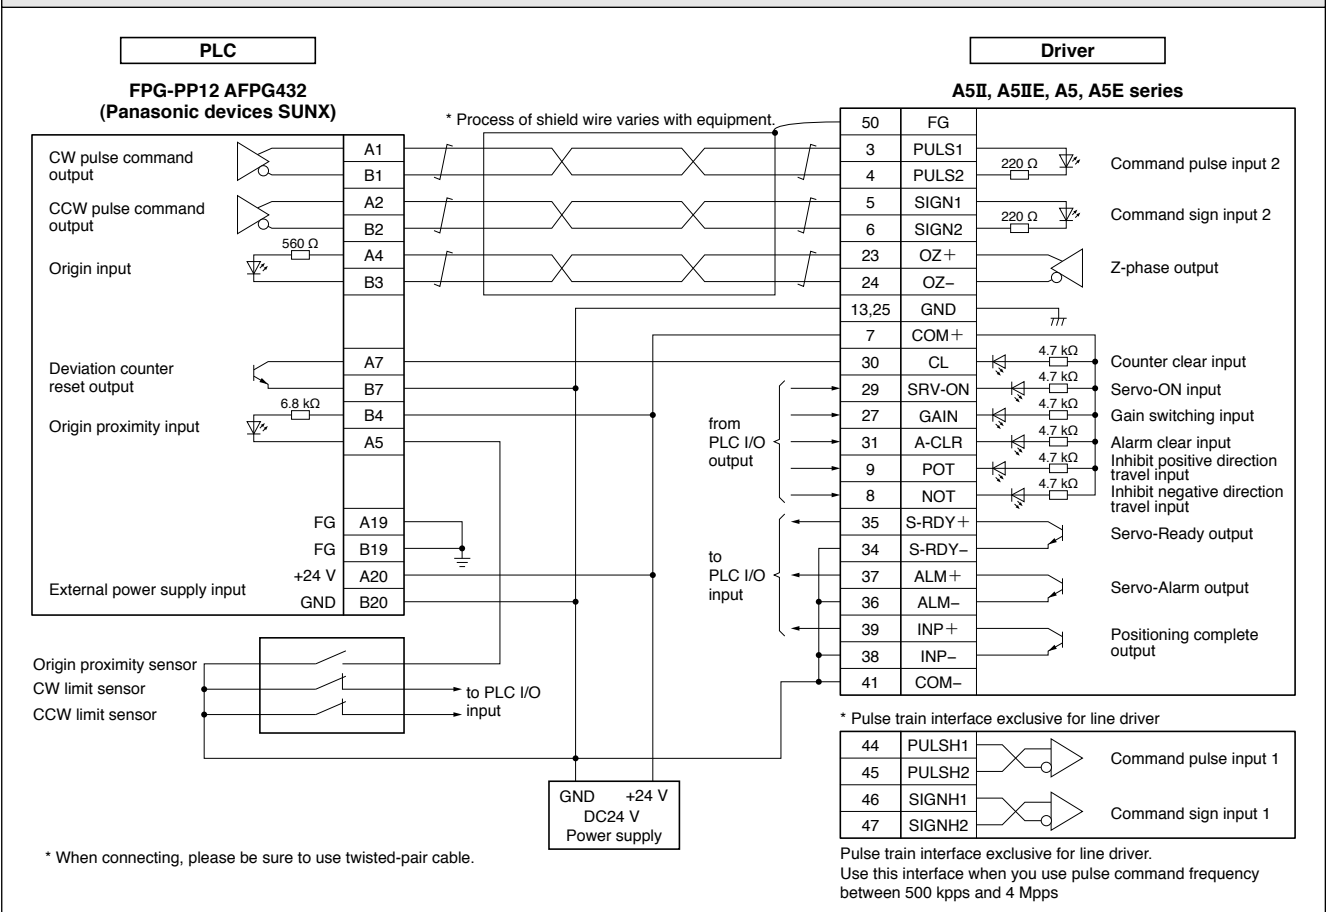 PLC
Driver
FPG-PP12 AFPG432
(Panasonic devices SUNX)
A5II, A5IIE, A5, A5E series
* Process of shield wire varies with equipment.
CW pulse command
output
A1
B1
CCW pulse command
output
A2
B2
Origin input
560 Ω
A4
B3
Deviation counter
reset output
A7
B7
Origin proximity input
6.8 kΩ
B4
A5
FG A19
FG B19
External power supply input
+24 V A20
GND B20
Origin proximity sensor
CW limit sensor
CCW limit sensor
to PLC I/O
input
GND +24 V
DC24 V
Power supply
* When connecting, please be sure to use twisted-pair cable.
from
PLC I/O
output
to
PLC I/O
input
50 FG
3 PULS1
4 PULS2
220 Ω
Command pulse input 2
5 SIGN1
6 SIGN2
220 Ω
Command sign input 2
23 OZ+
24 OZ−
Z-phase output
13,25 GND
7 COM+
30 CL 4.7 kΩ Counter clear input
29 SRV-ON 4.7 kΩ Servo-ON input
27 GAIN 4.7 kΩ Gain switching input
31 A-CLR 4.7 kΩ Alarm clear input
9 POT 4.7 kΩ Inhibit positive direction
travel input
8 NOT 4.7 kΩ Inhibit negative direction
travel input
35 S-RDY+
34 S-RDY−
Servo-Ready output
37 ALM+
36 ALM−
Servo-Alarm output
39 INP+
38 INP−
Positioning complete
output
41 COM−
* Pulse train interface exclusive for line driver
44 PULSH1
45 PULSH2
Command pulse input 1
46 SIGNH1
47 SIGNH2
Command sign input 1
Pulse train interface exclusive for line driver.
Use this interface when you use pulse command frequency
between 500 kpps and 4 Mpps